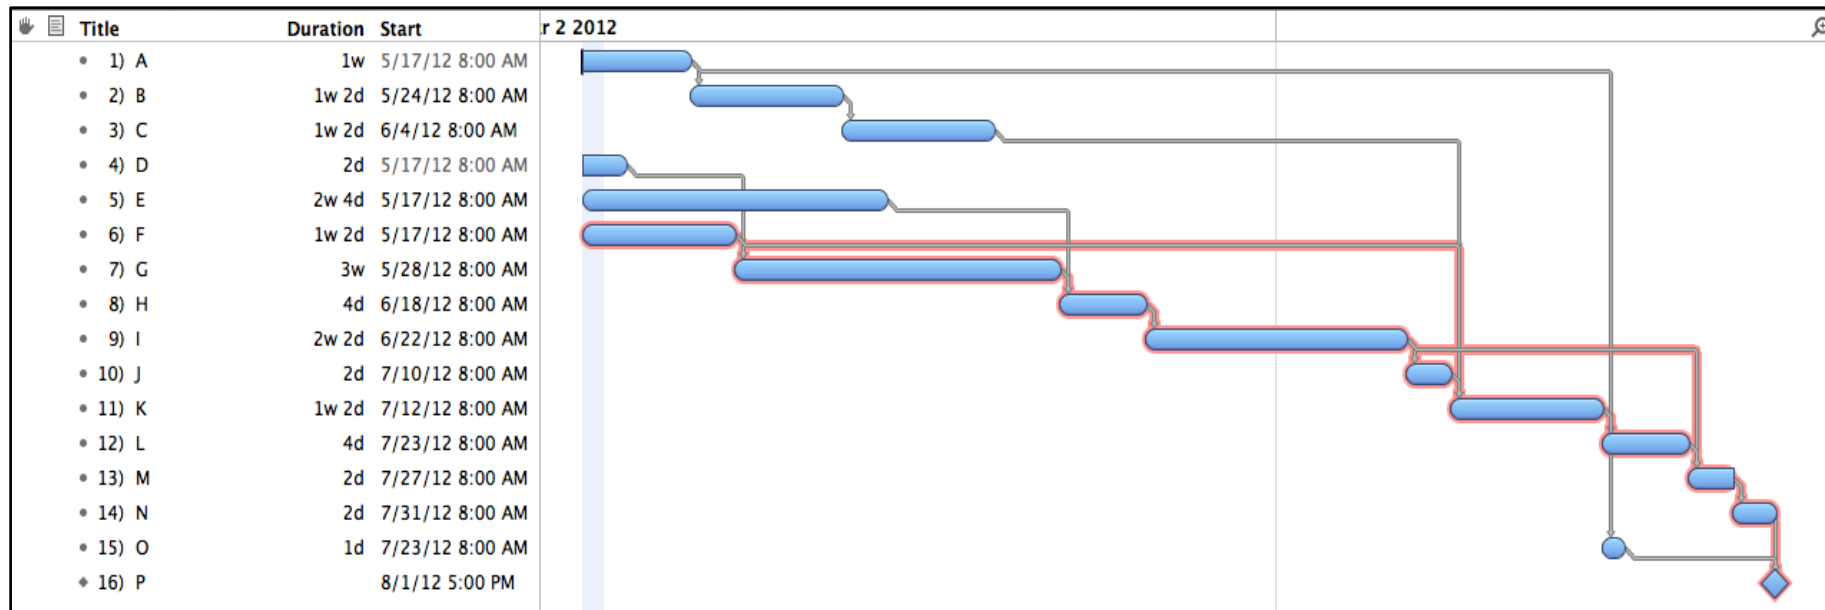 Title Duration Start r 2 2012
1) A 1w 5/17/12 8:00 AM
2) B 1w 2d 5/24/12 8:00 AM
3) C 1w 2d 6/4/12 8:00 AM
4) D 2d 5/17/12 8:00 AM
5) E 2w 4d 5/17/12 8:00 AM
6) F 1w 2d 5/17/12 8:00 AM
7) G 3w 5/28/12 8:00 AM
8) H 4d 6/18/12 8:00 AM
9) I 2w 2d 6/22/12 8:00 AM
10) J 2d 7/10/12 8:00 AM
11) K 1w 2d 7/12/12 8:00 AM
12) L 4d 7/23/12 8:00 AM
13) M 2d 7/27/12 8:00 AM
14) N 2d 7/31/12 8:00 AM
15) O 1d 7/23/12 8:00 AM
16) P 8/1/12 5:00 PM